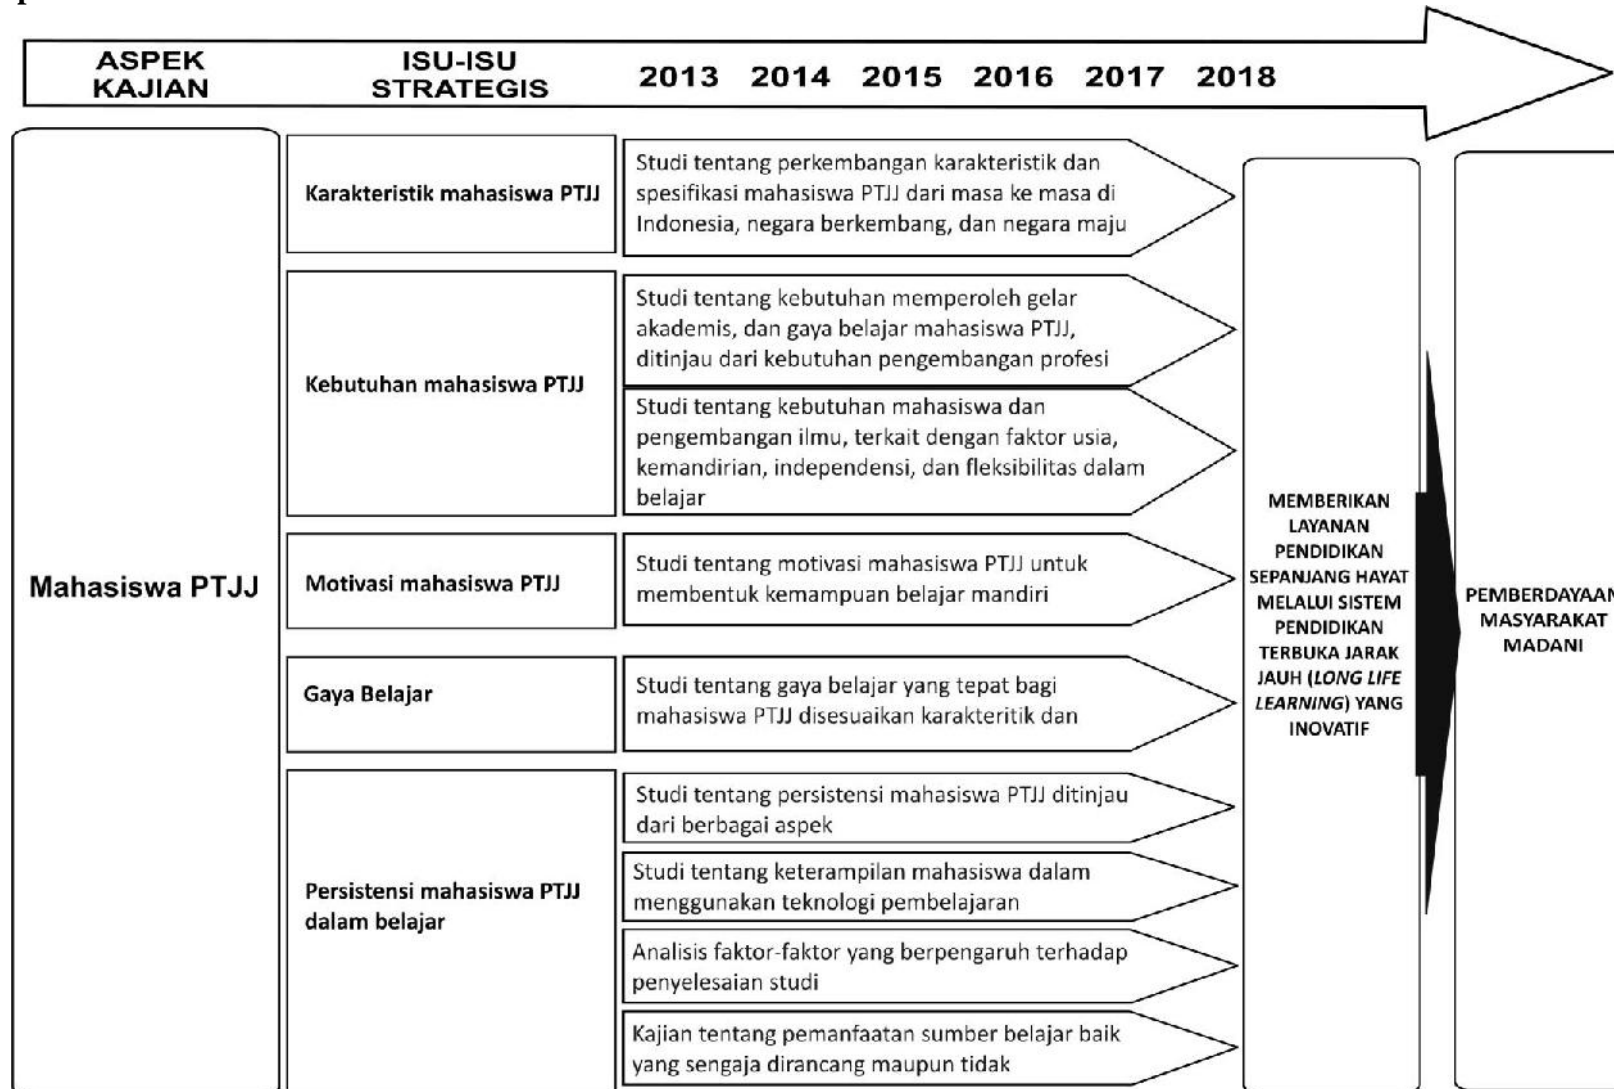 ASPEK
KAJIAN
ISU-ISU
STRATEGIS
2013 2014 2015 2016 2017 2018
Mahasiswa PTJJ
Karakteristik mahasiswa PTJJ
Studi tentang perkembangan karakteristik dan
spesifikasi mahasiswa PTJJ dari masa ke masa di
Indonesia, negara berkembang, dan negara maju
Kebutuhan mahasiswa PTJJ
Studi tentang kebutuhan memperoleh gelar
akademis, dan gaya belajar mahasiswa PTJJ,
ditinjau dari kebutuhan pengembangan profesi
Studi tentang kebutuhan mahasiswa dan
pengembangan ilmu, terkait dengan faktor usia,
kemandirian, independensi, dan fleksibilitas dalam
belajar
Motivasi mahasiswa PTJJ
Studi tentang motivasi mahasiswa PTJJ untuk
membentuk kemampuan belajar mandiri
Gaya Belajar
Studi tentang gaya belajar yang tepat bagi
mahasiswa PTJJ disesuaikan karakteritik dan
Persistensi mahasiswa PTJJ
dalam belajar
Studi tentang persistensi mahasiswa PTJJ ditinjau
dari berbagai aspek
Studi tentang keterampilan mahasiswa dalam
menggunakan teknologi pembelajaran
Analisis faktor-faktor yang berpengaruh terhadap
penyelesaian studi
Kajian tentang pemanfaatan sumber belajar baik
yang sengaja dirancang maupun tidak
MEMBERIKAN
LAYANAN
PENDIDIKAN
SEPANJANG HAYAT
MELALUI SISTEM
PENDIDIKAN
TERBUKA JARAK
JAUH (LONG LIFE
LEARNING) YANG
INOVATIF
PEMBERDAYAAN
MASYARAKAT
MADANI